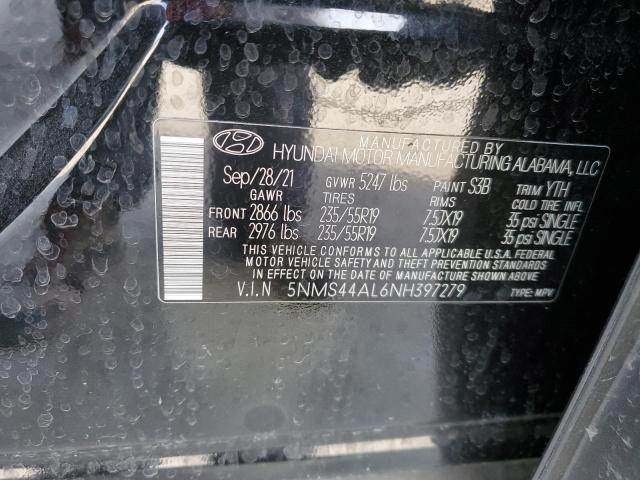 MANUFACTURED BY
HYUNDAI MOTOR MANUFACTURING ALABAMA, LLC
Sep/28/21 GVWR 5247 lbs PAINT S3B TRIM YTH
GAWR TIRES RIMS COLD TIRE INFL
FRONT 2866 lbs 235/55R19 7.5JX19 35 psi SINGLE
REAR 2976 lbs 235/55R19 7.5JX19 35 psi SINGLE
THIS VEHICLE CONFORMS TO ALL APPLICABLE U.S.A. FEDERAL
MOTOR VEHICLE SAFETY AND THEFT PREVENTION STANDARDS
IN EFFECT ON THE DATE OF MANUFACTURE SHOWN ABOVE.
V.I.N 5NMS44AL6NH397279 TYPE: MPV